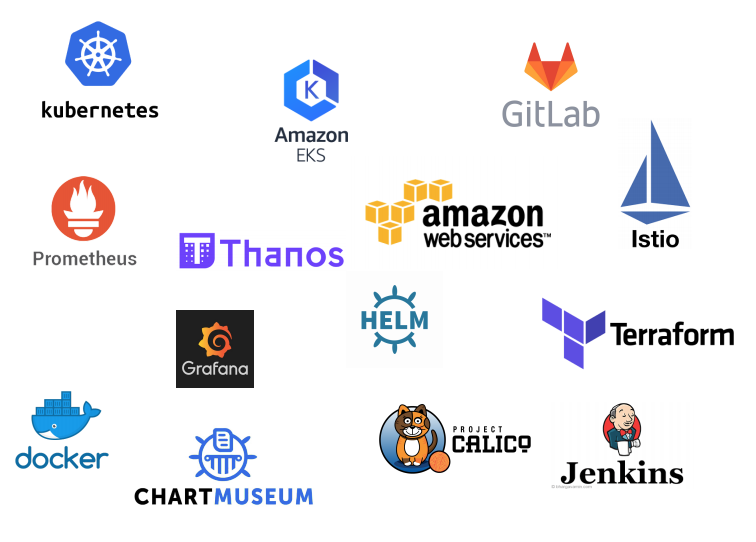 kubernetes
K
Amazon
EKS
GitLab
Istio
Prometheus
Thanos
amazon
webservices™
HELM
Terraform
Grafana
docker
CHARTMUSEUM
PROJECT
CALICO
Jenkins